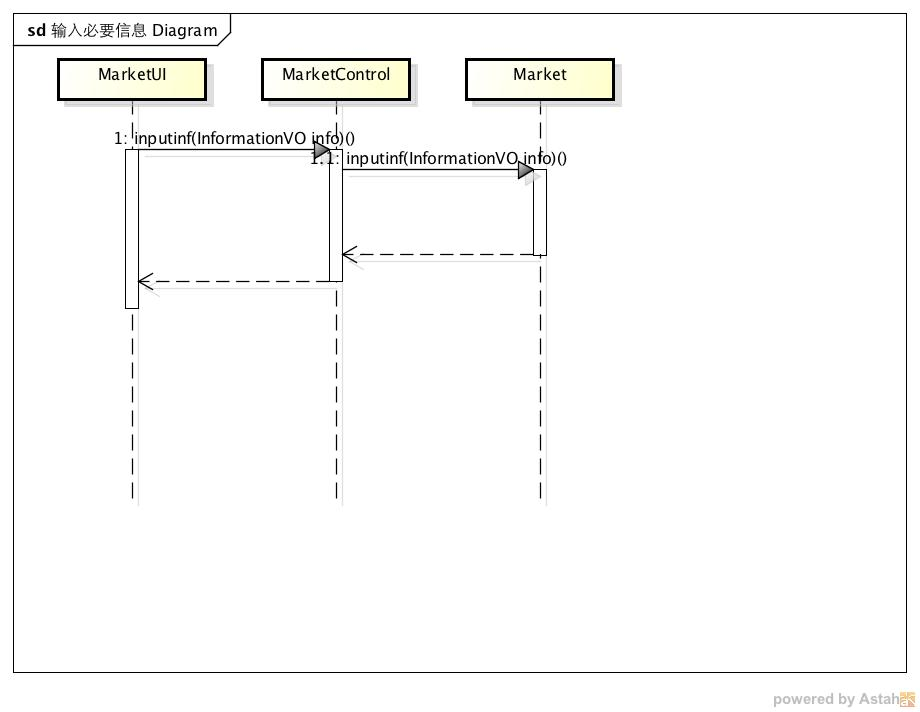 sd 输入必要信息 Diagram
MarketUI
MarketControl
Market
1: inputinf(InformationVO info)()
1.1: inputinf(InformationVO info)()
powered by Astah